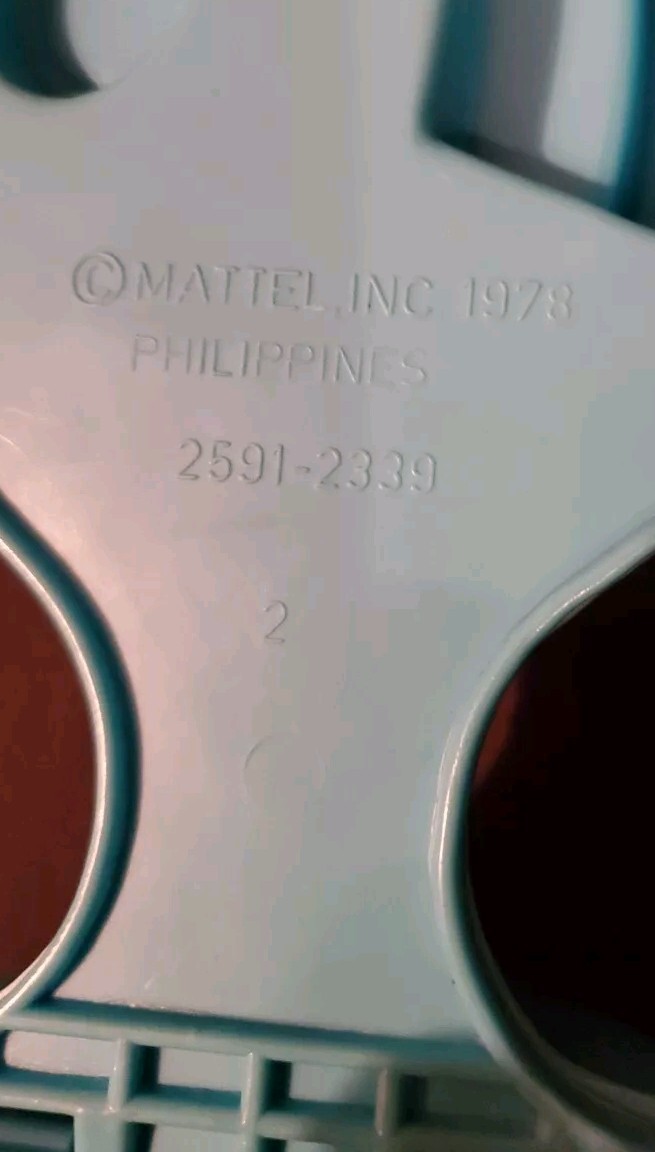 ©MATTEL, INC 1978
PHILIPPINES
2591-2339
2